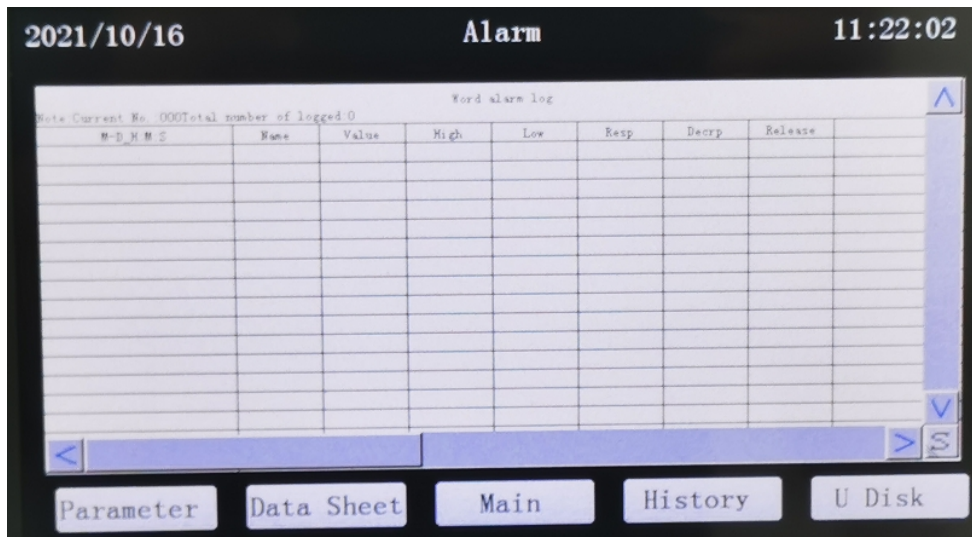 2021/10/16 Alarm 11:22:02
Word alarm log
Note:Current No. 000Total number of logged:0
M-D_H:M:S Name Value High Low Resp Decrp Release
< > S
Parameter Data Sheet Main History U Disk